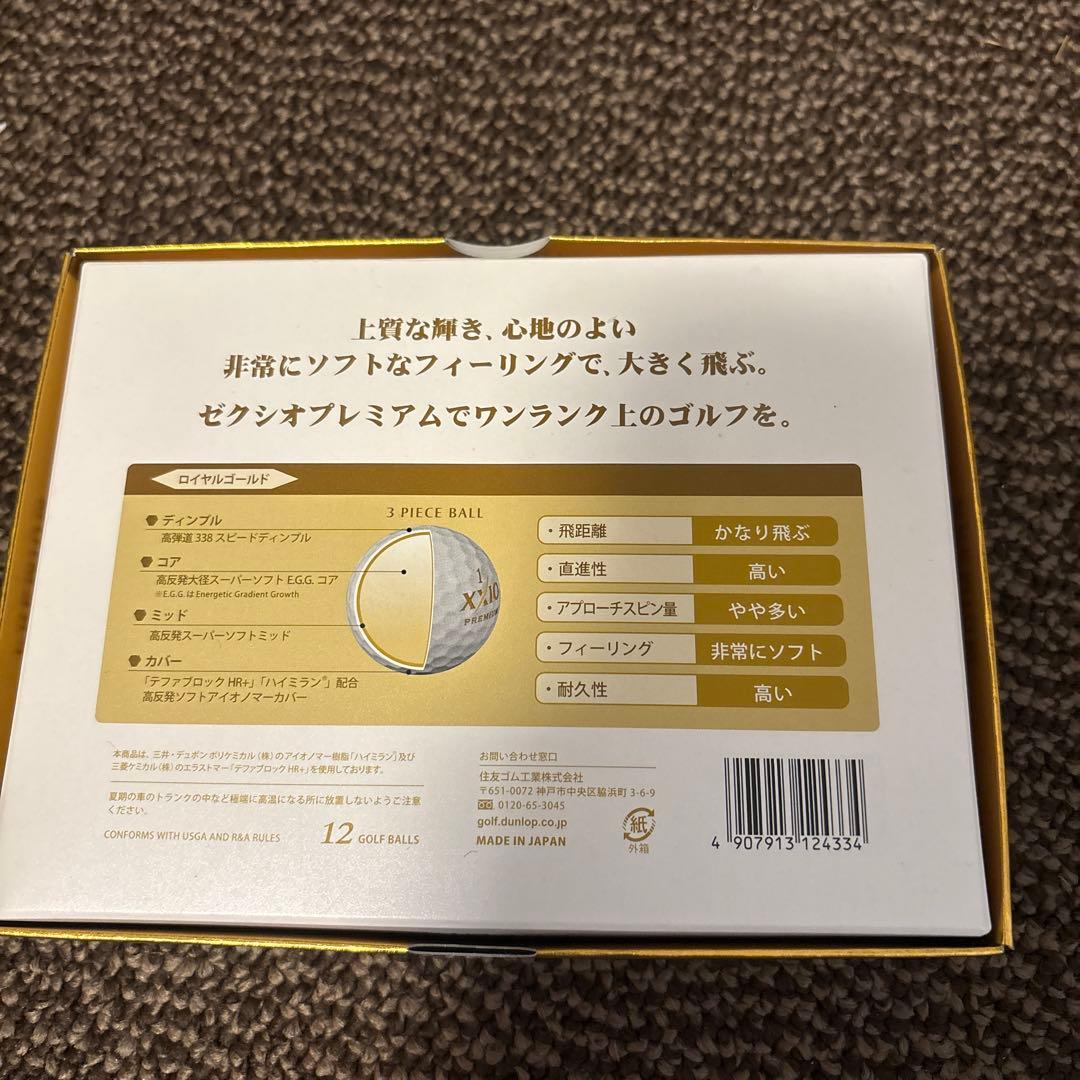 上質な輝き、心地のよい
非常にソフトなフィーリングで、大きく飛ぶ。
ゼクシオプレミアムでワンランク上のゴルフを。
ロイヤルゴールド
3 PIECE BALL
ディンプル
高弾道 338 スピードディンプル
コア
高反発大径スーパーソフト E.G.G. コア
※E.G.G. は Energetic Gradient Growth
ミッド
高反発スーパーソフトミッド
カバー
「テファブロック HR+」「ハイミラン®」配合
高反発ソフトアイオノマーカバー
1
XXIO
PREMIUM
・飛距離 かなり飛ぶ
・直進性 高い
・アプローチスピン量 やや多い
・フィーリング 非常にソフト
・耐久性 高い
本商品は、三井・デュポン ポリケミカル（株）のアイオノマー樹脂「ハイミラン」及び
三菱ケミカル（株）のエラストマー「テファブロック HR+」を使用しております。
夏期の車のトランクの中など極端に高温になる所に放置しないようご注意
ください。
CONFORMS WITH USGA AND R&A RULES
12 GOLF BALLS
お問い合わせ窓口
住友ゴム工業株式会社
〒651-0072 神戸市中央区脇浜町 3-6-9
0120-65-3045
golf.dunlop.co.jp
MADE IN JAPAN
紙
外箱
4 907913 124334